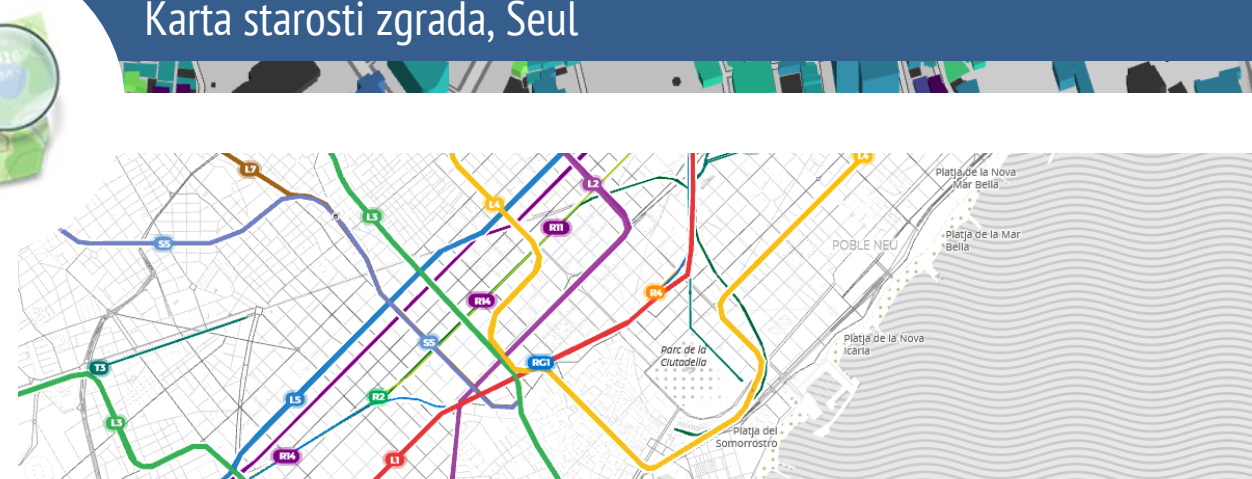 Karta starosti zgrada, Seul
L7
L3
L4
L2
L4
Platja de la Nova
Mar Bella
R11
S5
POBLE NEU
Platja de la Mar
Bella
R14
R4
S5
Platja de la Nova
Icaria
Parc de la
Ciutadella
RG1
T3
L5
R2
L3
Platja del
Somorrostro
R14
L1